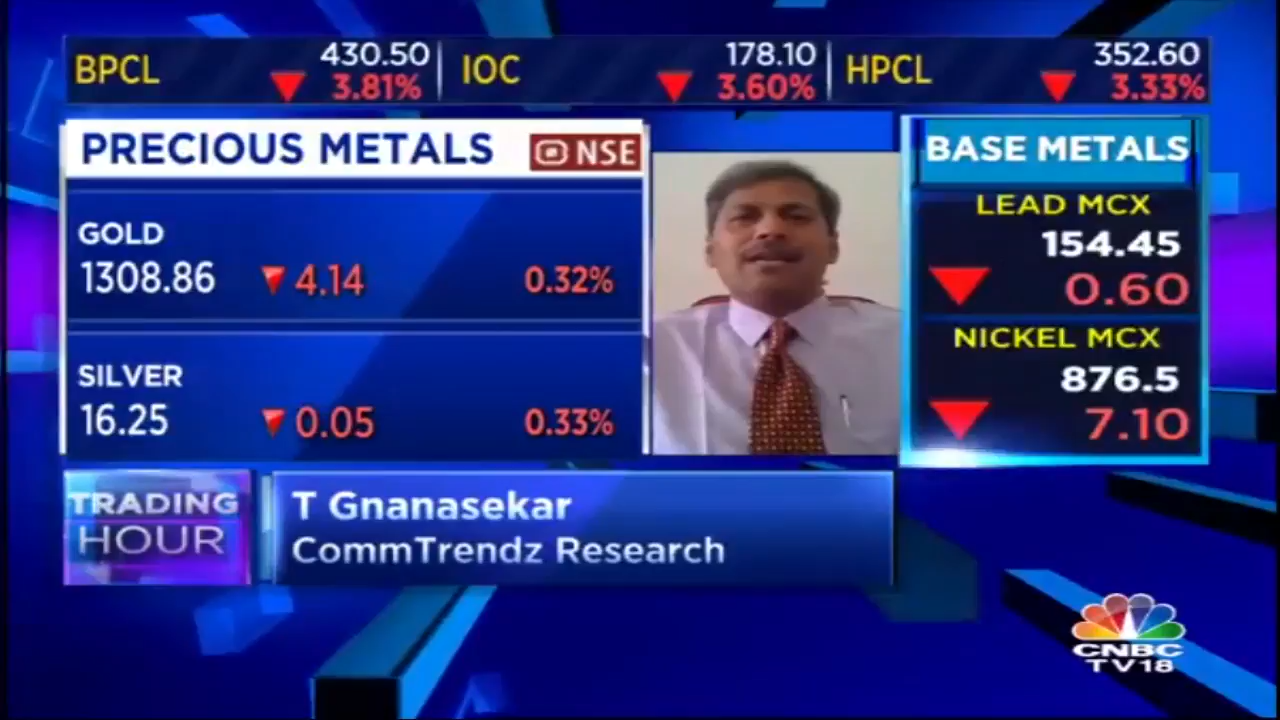 BPCL 430.50 IOC 178.10 HPCL 352.60
3.81% 3.60% 3.33%
PRECIOUS METALS NSE
GOLD
1308.86 4.14 0.32%
SILVER
16.25 0.05 0.33%
BASE METALS
LEAD MCX
154.45
0.60
NICKEL MCX
876.5
7.10
TRADING
HOUR
T Gnanasekar
CommTrendz Research
CNBC
TV18